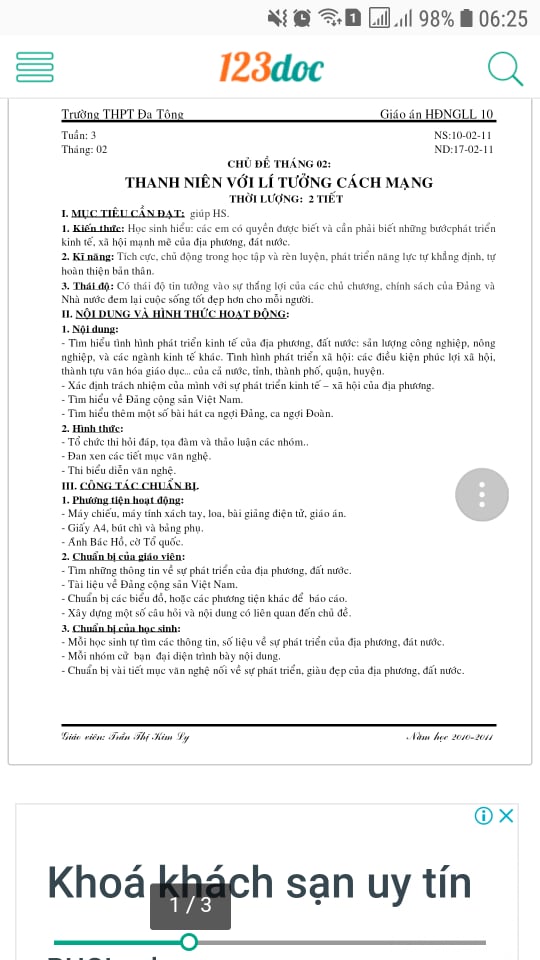 98% 06:25
123doc
Trường THPT Đa Tông Giáo án HĐNGLL 10
Tuần: 3 NS:10-02-11
Tháng: 02 ND:17-02-11
CHỦ ĐỀ THÁNG 02:
THANH NIÊN VỚI LÍ TƯỞNG CÁCH MẠNG
THỜI LƯỢNG: 2 TIẾT
I. MỤC TIÊU CẦN ĐẠT: giúp HS.
1. Kiến thức: Học sinh hiểu: các em có quyền được biết và cần phải biết những bướcphát triển
kinh tế, xã hội mạnh mẽ của địa phương, đất nước.
2. Kĩ năng: Tích cực, chủ động trong học tập và rèn luyện, phát triển năng lực tự khẳng định, tự
hoàn thiện bản thân.
3. Thái độ: Có thái độ tin tưởng vào sự thắng lợi của các chủ chương, chính sách của Đảng và
Nhà nước đem lại cuộc sống tốt đẹp hơn cho mỗi người.
II. NỘI DUNG VÀ HÌNH THỨC HOẠT ĐỘNG:
1. Nội dung:
- Tìm hiểu tình hình phát triển kinh tế của địa phương, đất nước: sản lượng công nghiệp, nông
nghiệp, và các ngành kinh tế khác. Tình hình phát triển xã hội: các điều kiện phúc lợi xã hội,
thành tựu văn hóa giáo dục... của cả nước, tỉnh, thành phố, quận, huyện.
- Xác định trách nhiệm của mình với sự phát triển kinh tế – xã hội của địa phương.
- Tìm hiểu về Đảng cộng sản Việt Nam.
- Tìm hiểu thêm một số bài hát ca ngợi Đảng, ca ngợi Đoàn.
2. Hình thức:
- Tổ chức thi hỏi đáp, tọa đàm và thảo luận các nhóm..
- Đan xen các tiết mục văn nghệ.
- Thi biểu diễn văn nghệ.
III. CÔNG TÁC CHUẨN BỊ.
1. Phương tiện hoạt động:
- Máy chiếu, máy tính xách tay, loa, bài giảng điện tử, giáo án.
- Giấy A4, bút chì và bảng phụ.
- Ảnh Bác Hồ, cờ Tổ quốc.
2. Chuẩn bị của giáo viên:
- Tìm những thông tin về sự phát triển của địa phương, đất nước.
- Tài liệu về Đảng cộng sản Việt Nam.
- Chuẩn bị các biểu đồ, hoặc các phương tiện khác để báo cáo.
- Xây dựng một số câu hỏi và nội dung có liên quan đến chủ đề.
3. Chuẩn bị của học sinh:
- Mỗi học sinh tự tìm các thông tin, số liệu về sự phát triển của địa phương, đất nước.
- Mỗi nhóm cử bạn đại diện trình bày nội dung.
- Chuẩn bị vài tiết mục văn nghệ nói về sự phát triển, giàu đẹp của địa phương, đất nước.
Giáo viên: Trần Thị Kim Ly Năm học 2010-2011
Khoá khách sạn uy tín
1 / 3